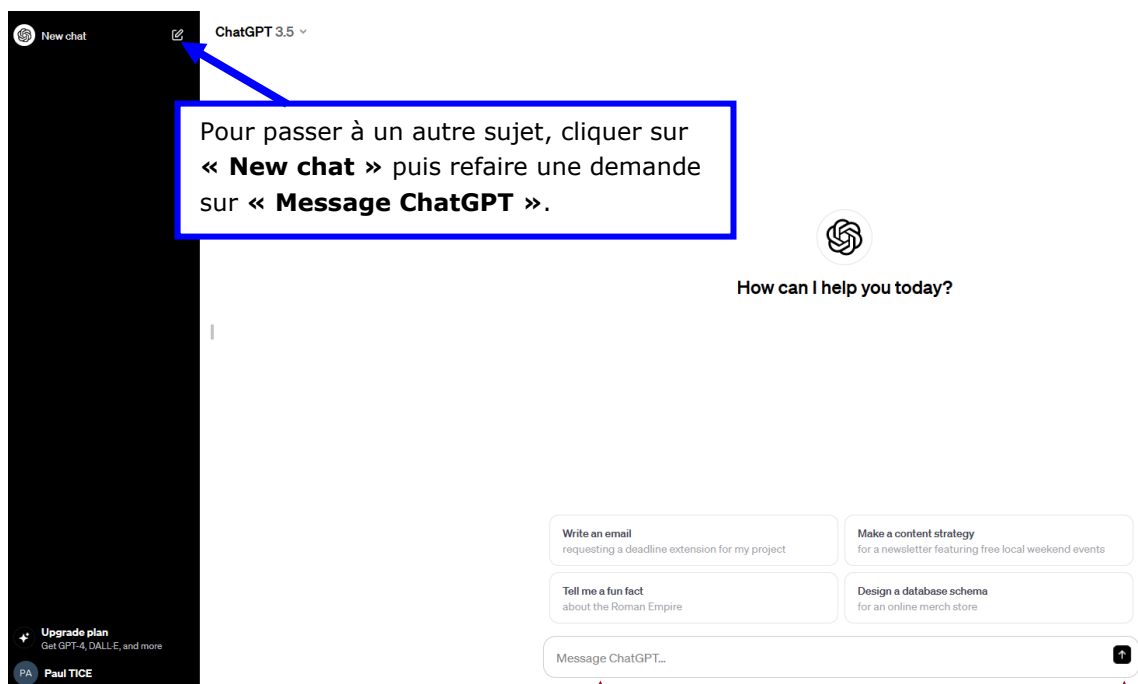 New chat
ChatGPT 3.5
Pour passer à un autre sujet, cliquer sur
« New chat » puis refaire une demande
sur « Message ChatGPT ».
How can I help you today?
Write an email
requesting a deadline extension for my project
Make a content strategy
for a newsletter featuring free local weekend events
Tell me a fun fact
about the Roman Empire
Design a database schema
for an online merch store
Upgrade plan
Get GPT-4, DALL·E, and more
Message ChatGPT...
PA Paul TICE